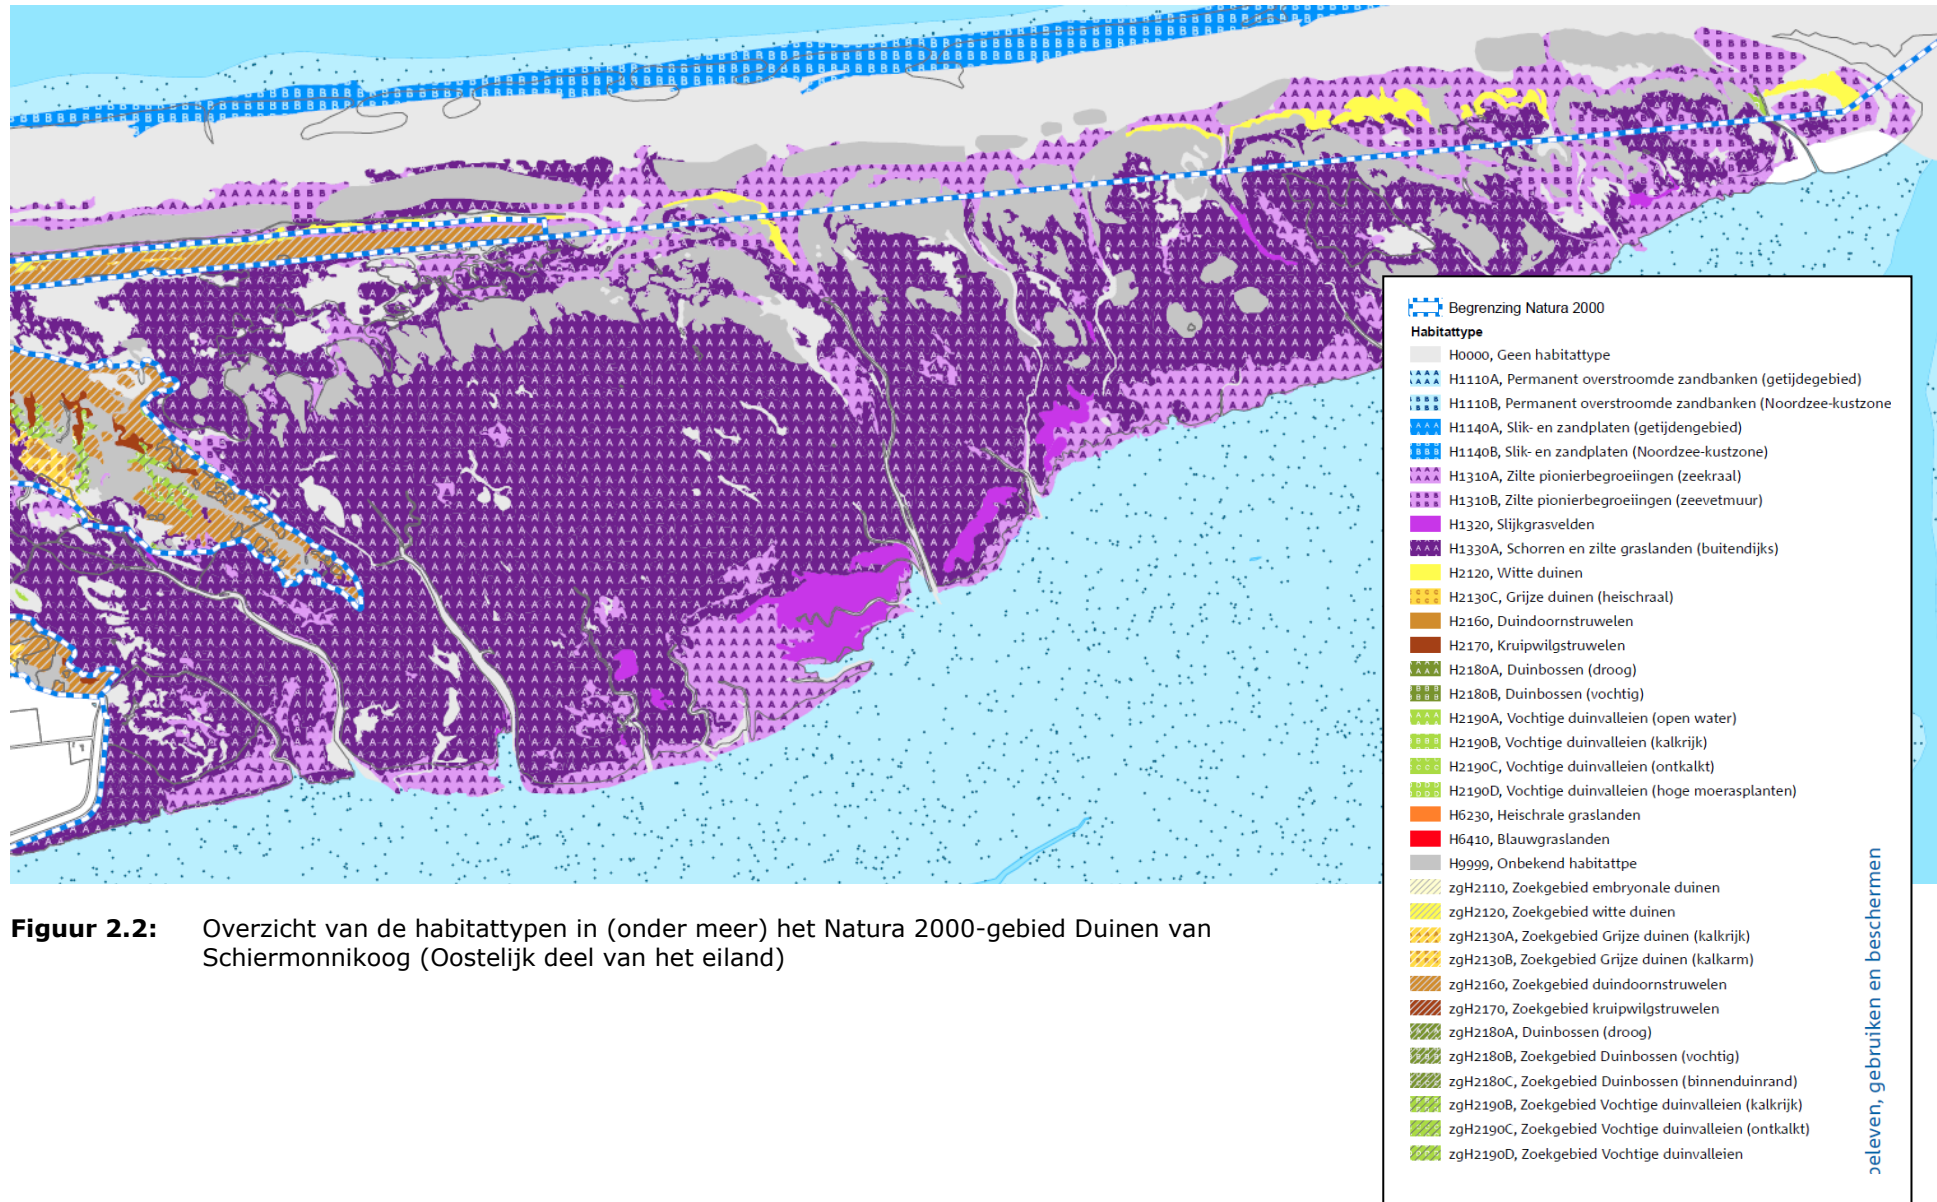 Begrenzing Natura 2000
Habitattype
H0000, Geen habitattype
H1110A, Permanent overstroomde zandbanken (getijdegebied)
H1110B, Permanent overstroomde zandbanken (Noordzee-kustzone
H1140A, Slik- en zandplaten (getijdengebied)
H1140B, Slik- en zandplaten (Noordzee-kustzone)
H1310A, Zilte pionierbegroeiingen (zeekraal)
H1310B, Zilte pionierbegroeiingen (zeevetmuur)
H1320, Slijkgrasvelden
H1330A, Schorren en zilte graslanden (buitendijks)
H2120, Witte duinen
H2130C, Grijze duinen (heischraal)
H2160, Duindoornstruwelen
H2170, Kruipwilgstruwelen
H2180A, Duinbossen (droog)
H2180B, Duinbossen (vochtig)
H2190A, Vochtige duinvalleien (open water)
H2190B, Vochtige duinvalleien (kalkrijk)
H2190C, Vochtige duinvalleien (ontkalkt)
H2190D, Vochtige duinvalleien (hoge moerasplanten)
H6230, Heischrale graslanden
H6410, Blauwgraslanden
H9999, Onbekend habitattpe
zgH2110, Zoekgebied embryonale duinen
zgH2120, Zoekgebied witte duinen
zgH2130A, Zoekgebied Grijze duinen (kalkrijk)
zgH2130B, Zoekgebied Grijze duinen (kalkarm)
zgH2160, Zoekgebied duindoornstruwelen
zgH2170, Zoekgebied kruipwilgstruwelen
zgH2180A, Duinbossen (droog)
zgH2180B, Zoekgebied Duinbossen (vochtig)
zgH2180C, Zoekgebied Duinbossen (binnenduinrand)
zgH2190B, Zoekgebied Vochtige duinvalleien (kalkrijk)
zgH2190C, Zoekgebied Vochtige duinvalleien (ontkalkt)
zgH2190D, Zoekgebied Vochtige duinvalleien
eleven, gebruiken en beschermen
Figuur 2.2: Overzicht van de habitattypen in (onder meer) het Natura 2000-gebied Duinen van
Schiermonnikoog (Oostelijk deel van het eiland)